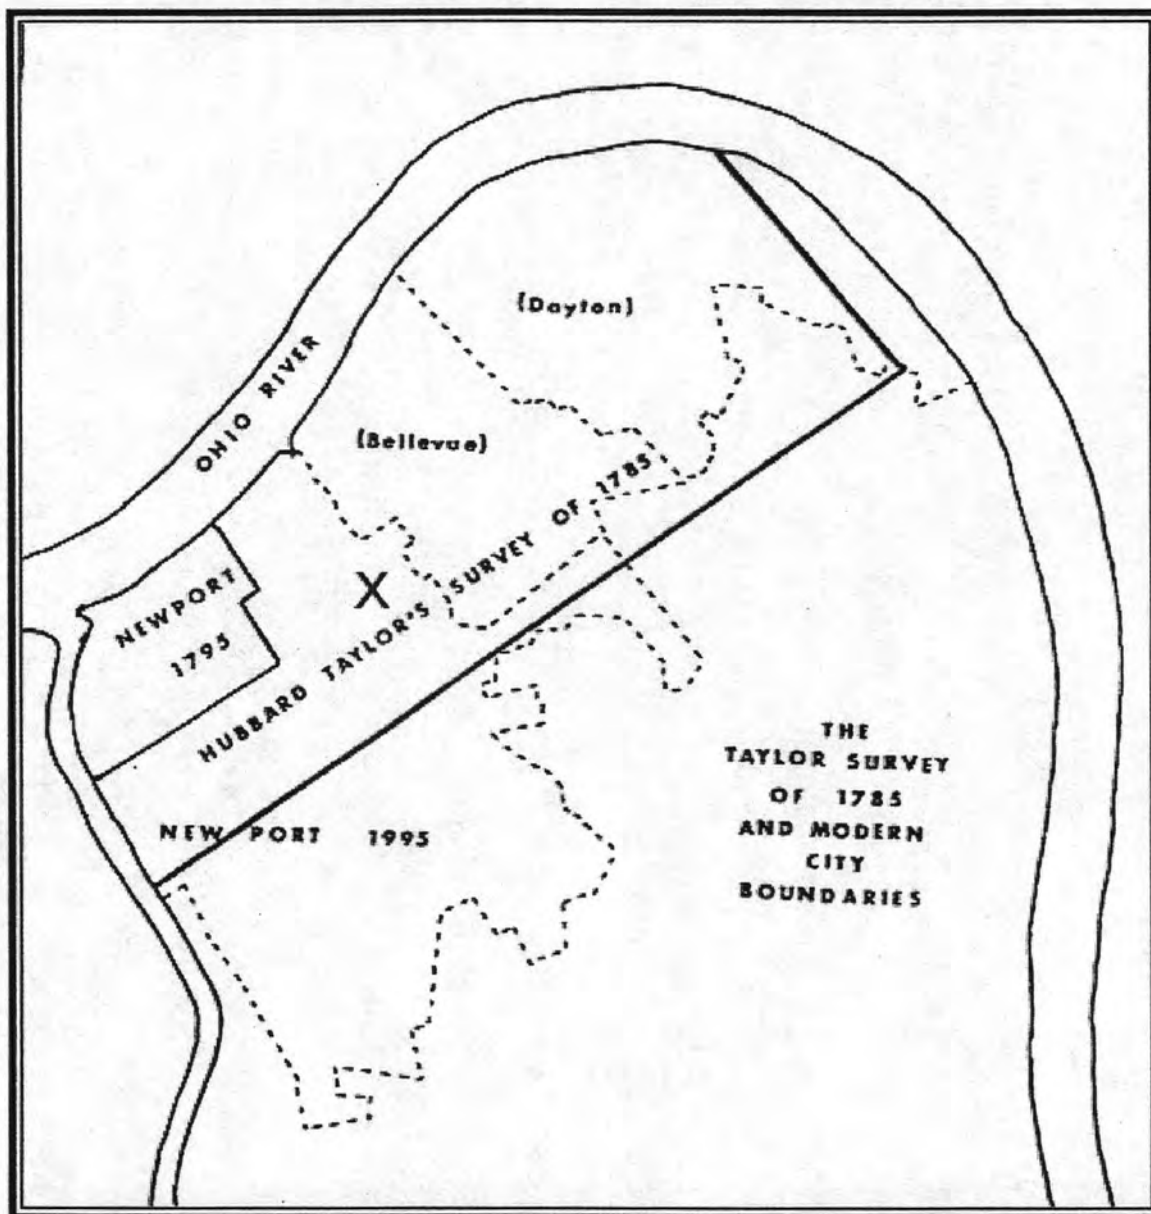 (Dayton)
OHIO RIVER
(Bellevue)
NEWPORT
1795
X
HUBBARD TAYLOR'S SURVEY OF 1785
NEW PORT 1995
THE
TAYLOR SURVEY
OF 1785
AND MODERN
CITY
BOUNDARIES